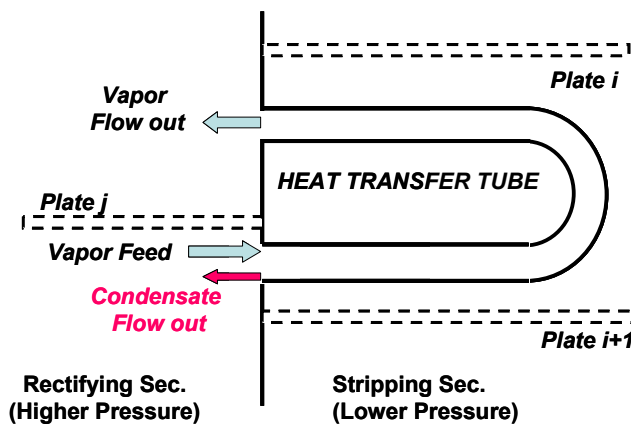 Plate i
Vapor
Flow out
HEAT TRANSFER TUBE
Plate j
Vapor Feed
Condensate
Flow out
Plate i+1
Rectifying Sec.
(Higher Pressure)
Stripping Sec.
(Lower Pressure)